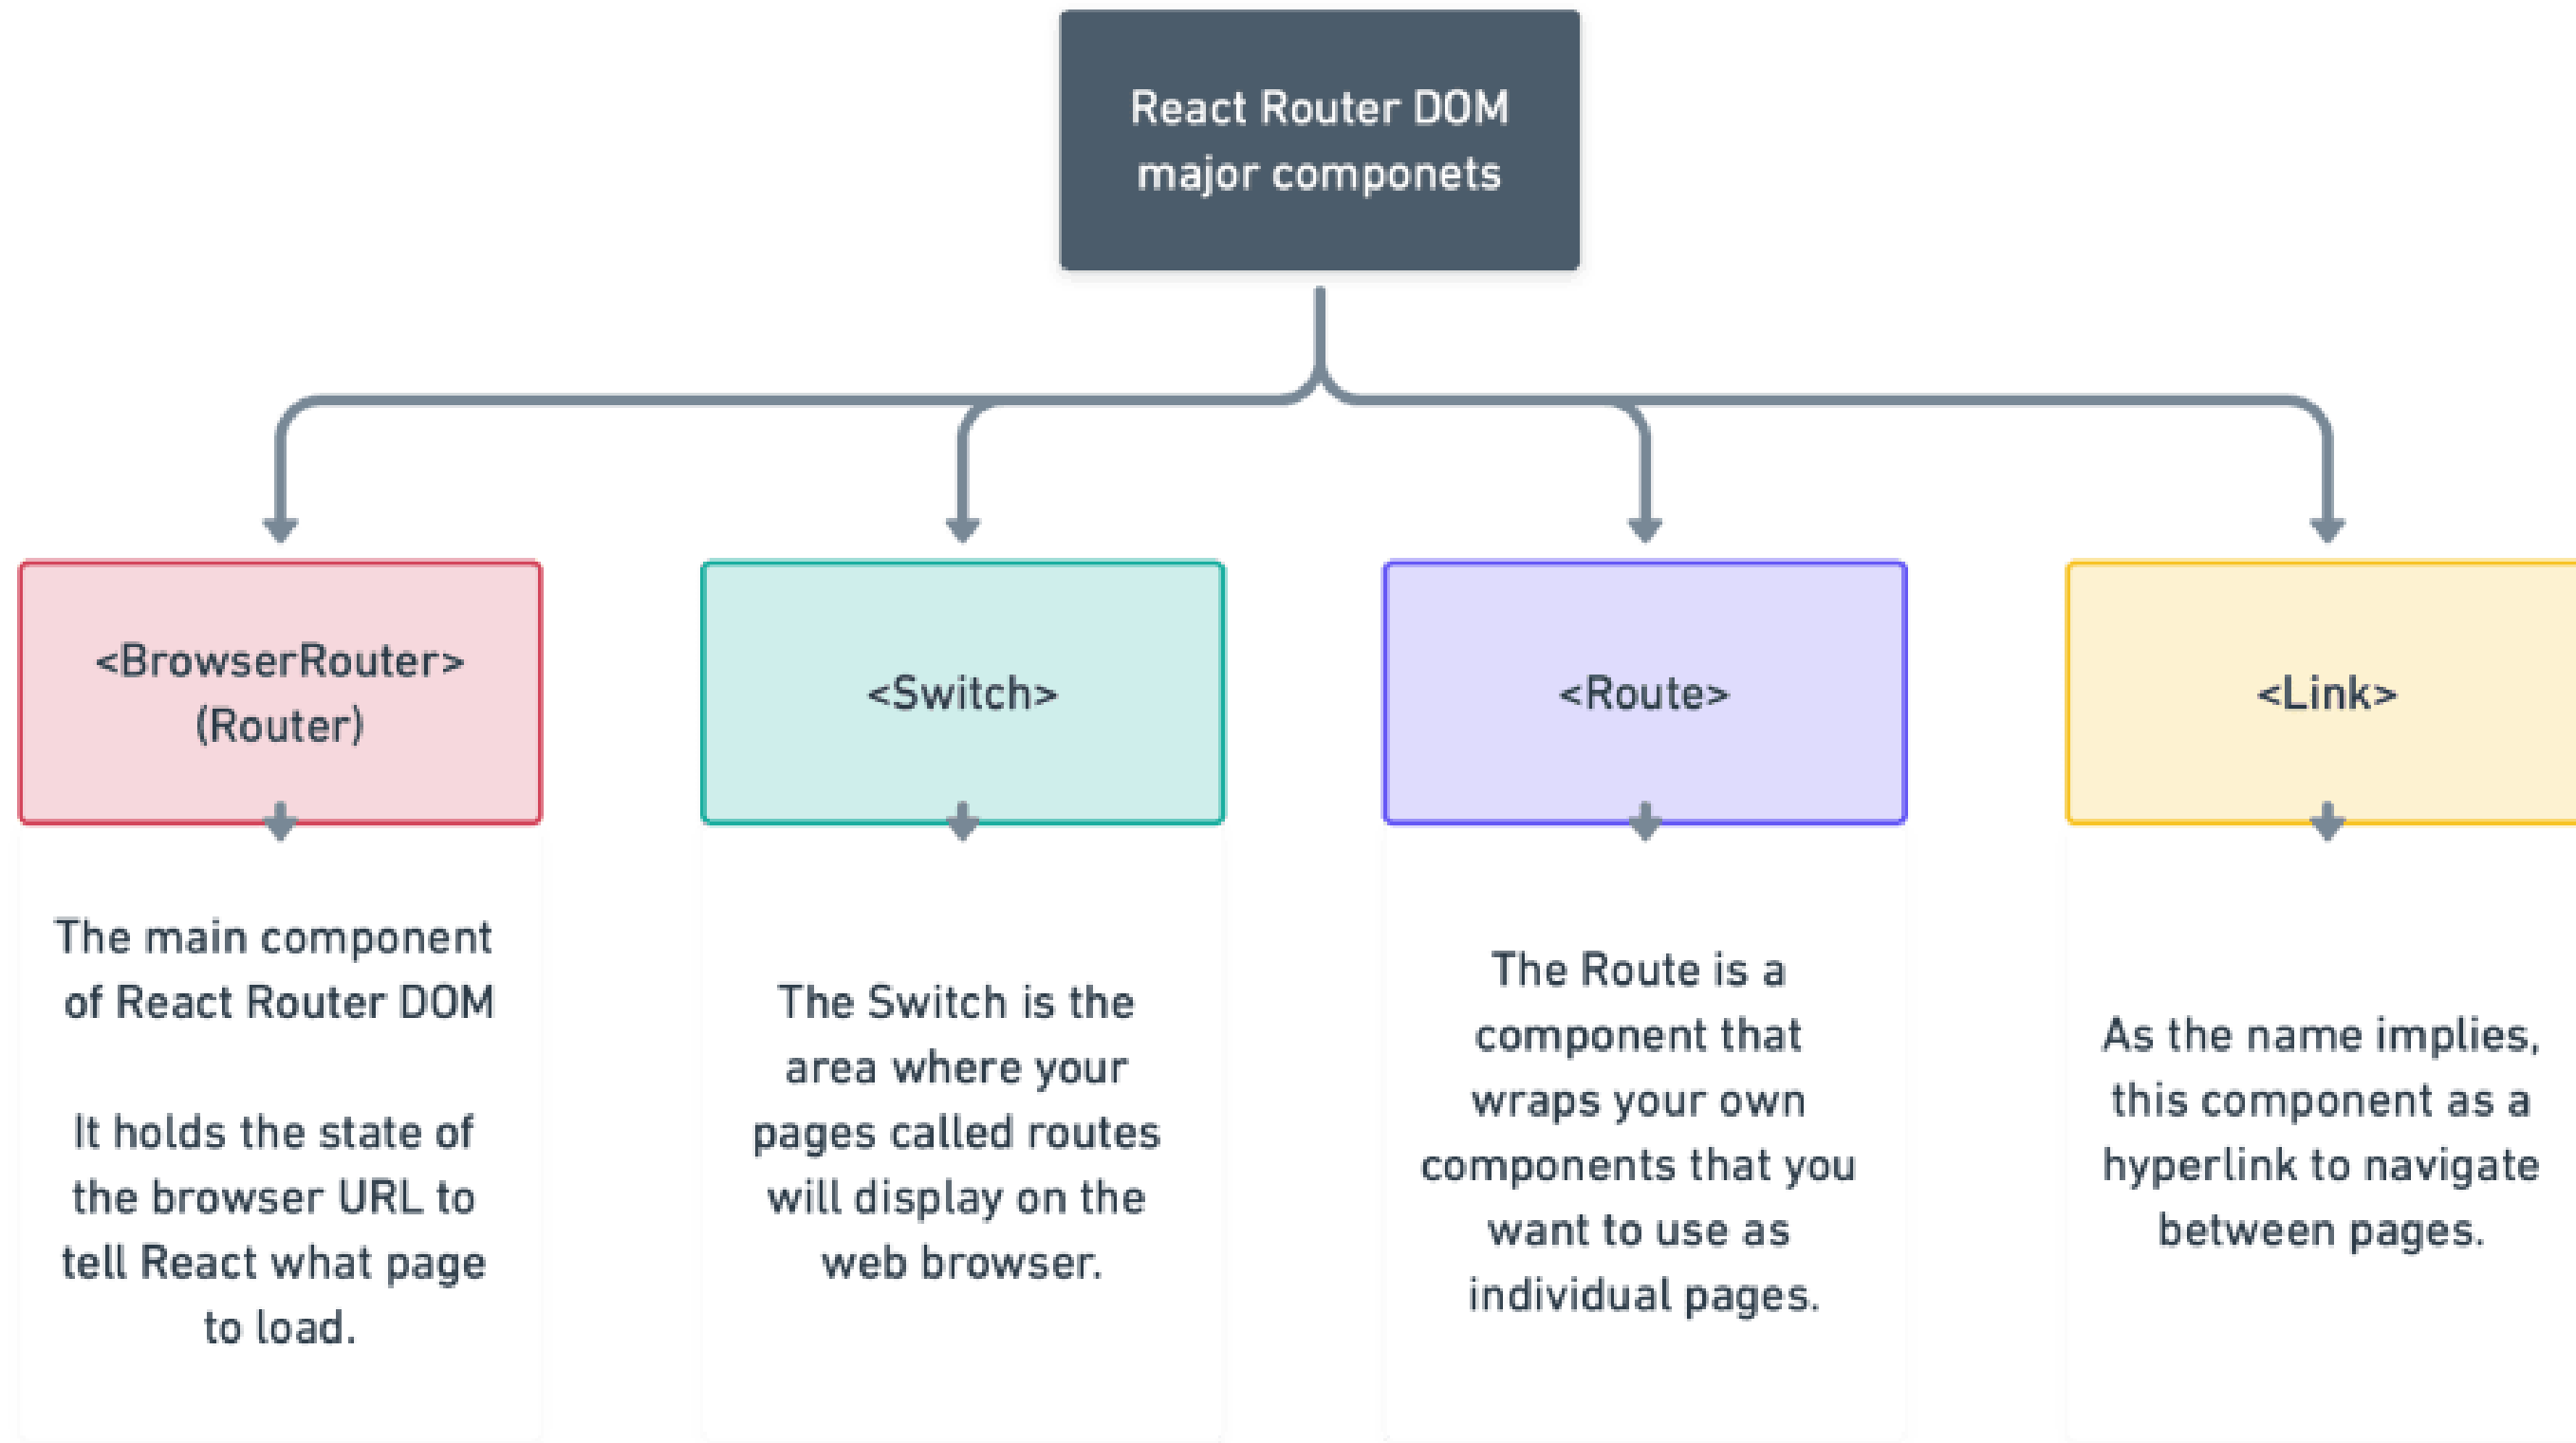 React Router DOM
major componets
<BrowserRouter>
(Router)
<Switch>
<Route>
<Link>
The main component
of React Router DOM
It holds the state of
the browser URL to
tell React what page
to load.
The Switch is the
area where your
pages called routes
will display on the
web browser.
The Route is a
component that
wraps your own
components that you
want to use as
individual pages.
As the name implies,
this component as a
hyperlink to navigate
between pages.